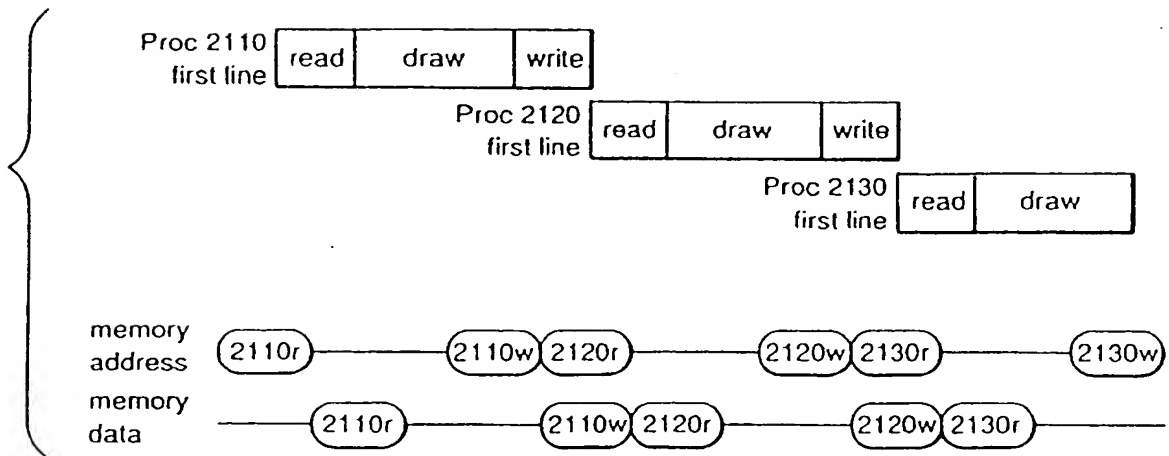 Proc 2110 read draw write
first line
Proc 2120 read draw write
first line
Proc 2130 read draw
first line
memory
address 2110r 2110w 2120r 2120w 2130r 2130w
memory
data 2110r 2110w 2120r 2120w 2130r